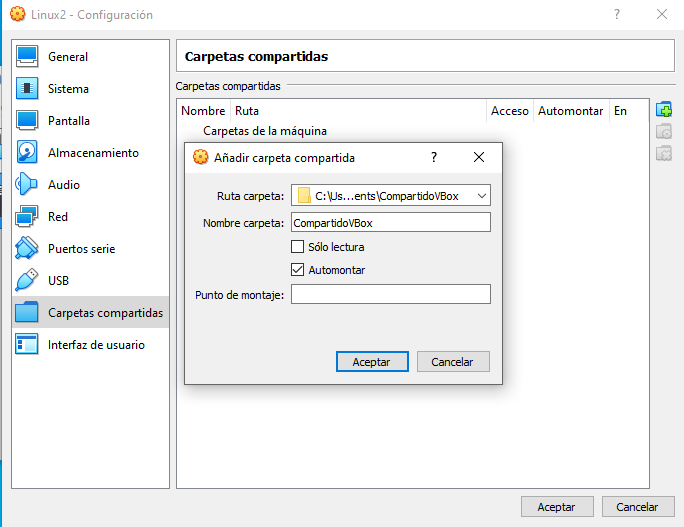 Linux2 - Configuración
General
Sistema
Pantalla
Almacenamiento
Audio
Red
Puertos serie
USB
Carpetas compartidas
Interfaz de usuario
Carpetas compartidas
Carpetas compartidas
Nombre Ruta Acceso Automontar En
Carpetas de la máquina
Añadir carpeta compartida ?
Ruta carpeta: C:\Us...ents\CompartidoVBox
Nombre carpeta: CompartidoVBox
Sólo lectura
Automontar
Punto de montaje:
Aceptar Cancelar
Aceptar Cancelar